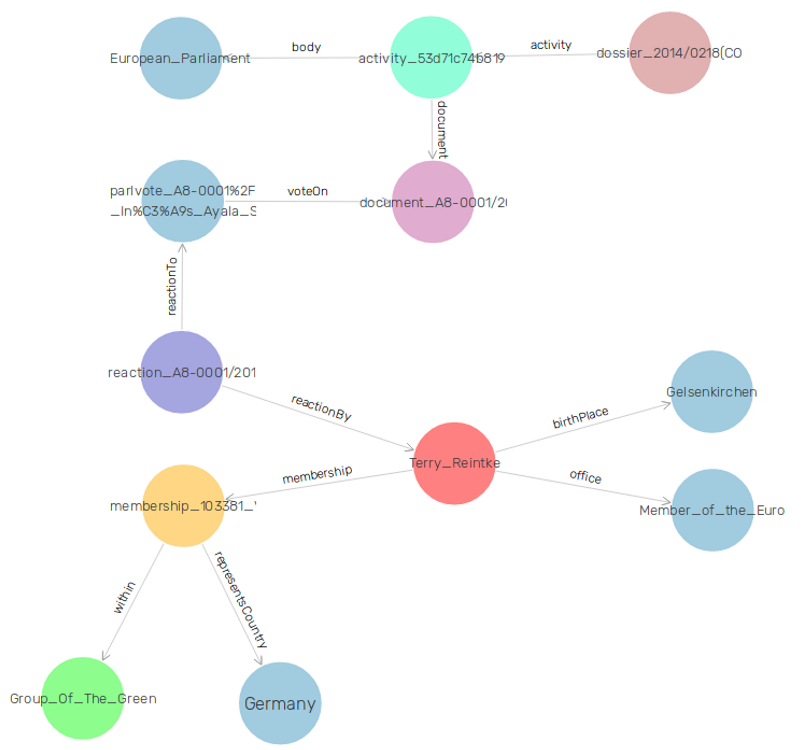 body
activity
European_Parliament
activity_53d71c74b819
dossier_2014/0218(CO
document
parlvote_A8-0001%2F
_In%C3%A9s_Ayala_S
voteOn
document_A8-0001/20
reactionTo
reaction_A8-0001/201
reactionBy
birthPlace
Gelsenkirchen
Terry_Reintke
membership
office
membership_103381_
Member_of_the_Euro
within
representsCountry
Group_Of_The_Green
Germany